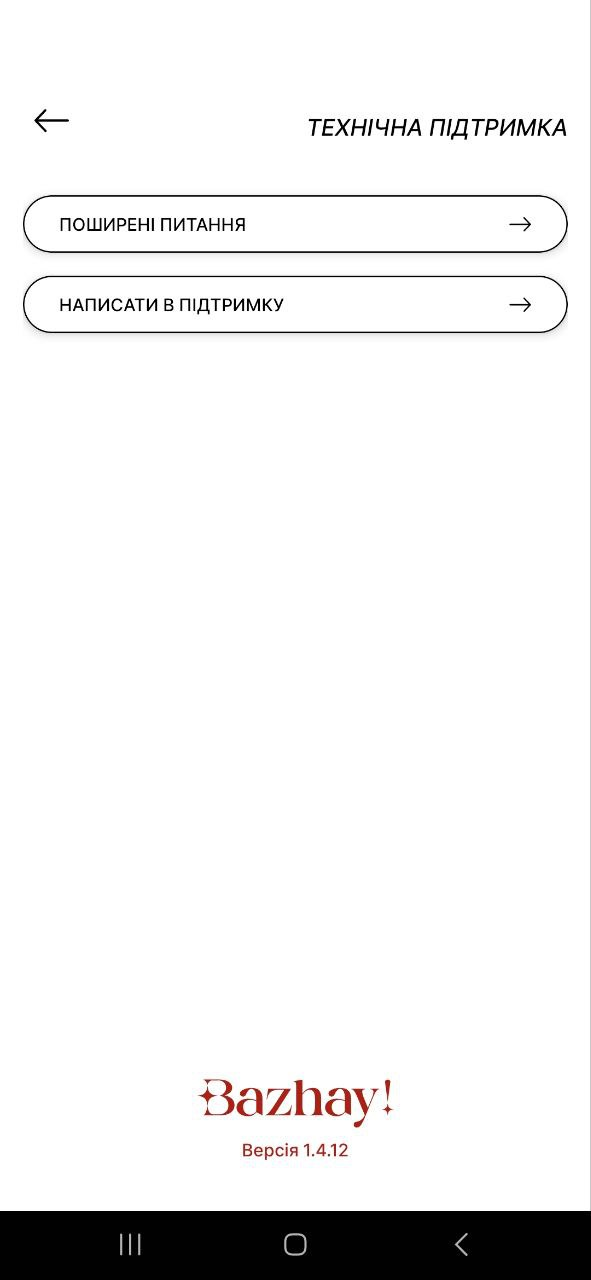 ТЕХНІЧНА ПІДТРИМКА
ПОШИРЕНІ ПИТАННЯ
НАПИСАТИ В ПІДТРИМКУ
Bazhay!
Версія 1.4.12